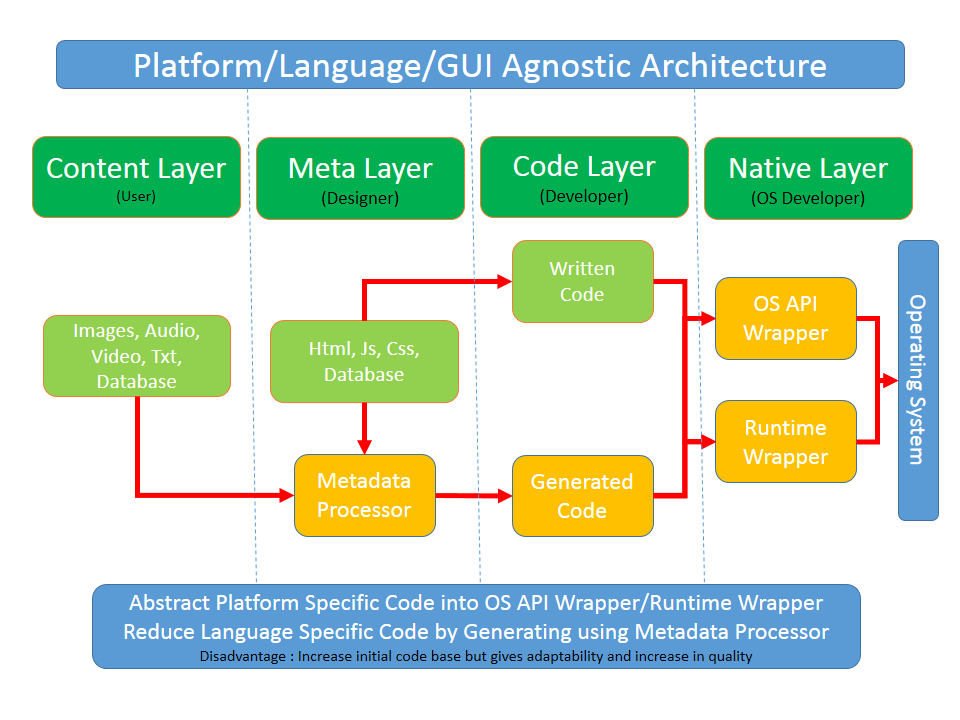 Platform/Language/GUI Agnostic Architecture
Content Layer
(User)
Meta Layer
(Designer)
Code Layer
(Developer)
Native Layer
(OS Developer)
Images, Audio,
Video, Txt,
Database
Html, Js, Css,
Database
Metadata
Processor
Written
Code
Generated
Code
OS API
Wrapper
Runtime
Wrapper
Operating System
Abstract Platform Specific Code into OS API Wrapper/Runtime Wrapper
Reduce Language Specific Code by Generating using Metadata Processor
Disadvantage : Increase initial code base but gives adaptability and increase in quality